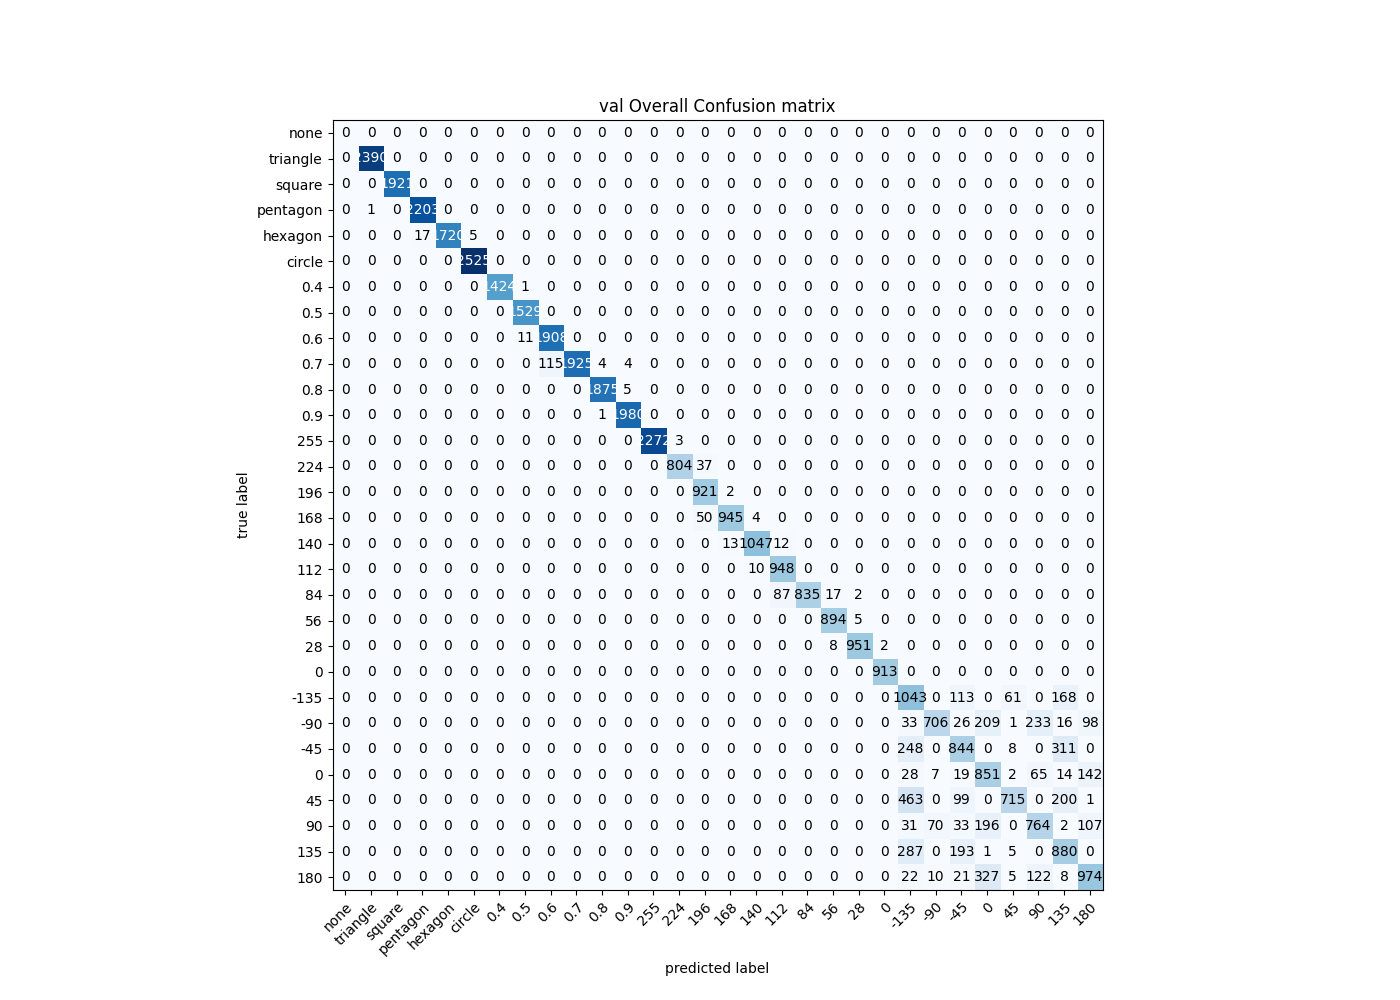 val Overall Confusion matrix
none 0 0 0 0 0 0 0 0 0 0 0 0 0 0 0 0 0 0 0 0 0 0 0 0 0 0 0 0 0 0
triangle 0 2390 0 0 0 0 0 0 0 0 0 0 0 0 0 0 0 0 0 0 0 0 0 0 0 0 0 0 0 0
square 0 0 1921 0 0 0 0 0 0 0 0 0 0 0 0 0 0 0 0 0 0 0 0 0 0 0 0 0 0 0
pentagon 0 1 0 2203 0 0 0 0 0 0 0 0 0 0 0 0 0 0 0 0 0 0 0 0 0 0 0 0 0 0
hexagon 0 0 0 17 1720 5 0 0 0 0 0 0 0 0 0 0 0 0 0 0 0 0 0 0 0 0 0 0 0 0
circle 0 0 0 0 0 2525 0 0 0 0 0 0 0 0 0 0 0 0 0 0 0 0 0 0 0 0 0 0 0 0
0.4 0 0 0 0 0 0 1424 1 0 0 0 0 0 0 0 0 0 0 0 0 0 0 0 0 0 0 0 0 0 0
0.5 0 0 0 0 0 0 0 1529 0 0 0 0 0 0 0 0 0 0 0 0 0 0 0 0 0 0 0 0 0 0
0.6 0 0 0 0 0 0 0 11 1908 0 0 0 0 0 0 0 0 0 0 0 0 0 0 0 0 0 0 0 0 0
0.7 0 0 0 0 0 0 0 0 115 1925 4 4 0 0 0 0 0 0 0 0 0 0 0 0 0 0 0 0 0 0
0.8 0 0 0 0 0 0 0 0 0 0 1875 5 0 0 0 0 0 0 0 0 0 0 0 0 0 0 0 0 0 0
0.9 0 0 0 0 0 0 0 0 0 0 1 1980 0 0 0 0 0 0 0 0 0 0 0 0 0 0 0 0 0 0
255 0 0 0 0 0 0 0 0 0 0 0 0 2272 3 0 0 0 0 0 0 0 0 0 0 0 0 0 0 0 0
224 0 0 0 0 0 0 0 0 0 0 0 0 0 804 37 0 0 0 0 0 0 0 0 0 0 0 0 0 0 0
196 0 0 0 0 0 0 0 0 0 0 0 0 0 0 921 2 0 0 0 0 0 0 0 0 0 0 0 0 0 0
168 0 0 0 0 0 0 0 0 0 0 0 0 0 0 50 945 4 0 0 0 0 0 0 0 0 0 0 0 0 0
140 0 0 0 0 0 0 0 0 0 0 0 0 0 0 0 13 1047 12 0 0 0 0 0 0 0 0 0 0 0 0
112 0 0 0 0 0 0 0 0 0 0 0 0 0 0 0 0 10 948 0 0 0 0 0 0 0 0 0 0 0 0
84 0 0 0 0 0 0 0 0 0 0 0 0 0 0 0 0 0 87 835 17 2 0 0 0 0 0 0 0 0 0
56 0 0 0 0 0 0 0 0 0 0 0 0 0 0 0 0 0 0 0 894 5 0 0 0 0 0 0 0 0 0
28 0 0 0 0 0 0 0 0 0 0 0 0 0 0 0 0 0 0 0 8 951 2 0 0 0 0 0 0 0 0
0 0 0 0 0 0 0 0 0 0 0 0 0 0 0 0 0 0 0 0 0 0 913 0 0 0 0 0 0 0 0
-135 0 0 0 0 0 0 0 0 0 0 0 0 0 0 0 0 0 0 0 0 0 0 1043 0 113 0 61 0 168 0
-90 0 0 0 0 0 0 0 0 0 0 0 0 0 0 0 0 0 0 0 0 0 0 33 706 26 209 1 233 16 98
-45 0 0 0 0 0 0 0 0 0 0 0 0 0 0 0 0 0 0 0 0 0 0 248 0 844 0 8 0 311 0
0 0 0 0 0 0 0 0 0 0 0 0 0 0 0 0 0 0 0 0 0 0 0 28 7 19 851 2 65 14 142
45 0 0 0 0 0 0 0 0 0 0 0 0 0 0 0 0 0 0 0 0 0 0 463 0 99 0 715 0 200 1
90 0 0 0 0 0 0 0 0 0 0 0 0 0 0 0 0 0 0 0 0 0 0 31 70 33 196 0 764 2 107
135 0 0 0 0 0 0 0 0 0 0 0 0 0 0 0 0 0 0 0 0 0 0 287 0 193 1 5 0 880 0
180 0 0 0 0 0 0 0 0 0 0 0 0 0 0 0 0 0 0 0 0 0 0 22 10 21 327 5 122 8 974
none triangle square pentagon hexagon circle 0.4 0.5 0.6 0.7 0.8 0.9 255 224 196 168 140 112 84 56 28 0 -135 -90 -45 0 45 90 135 180
predicted label
true label